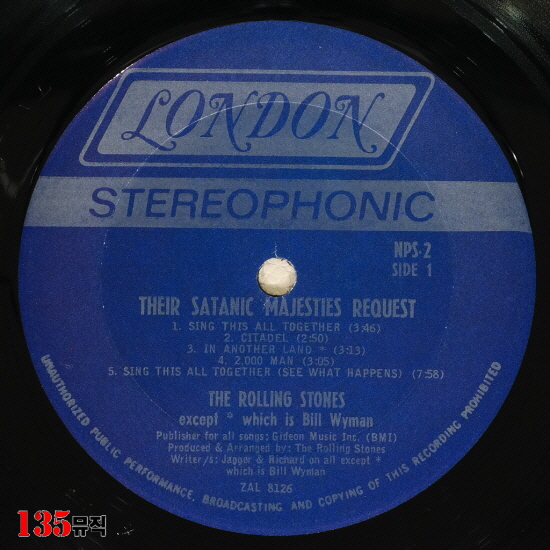 LONDON
STEREOPHONIC
NPS-2
SIDE 1
THEIR SATANIC MAJESTIES REQUEST
1. SING THIS ALL TOGETHER (3:46)
2. CITADEL (2:50)
3. IN ANOTHER LAND * (3:13)
4. 2,000 MAN (3:05)
5. SING THIS ALL TOGETHER (SEE WHAT HAPPENS) (7:58)
THE ROLLING STONES
except * which is Bill Wyman
Publisher for all songs: Gideon Music Inc. (BMI)
Produced & Arranged by: The Rolling Stones
Writer/s: Jagger & Richard on all except *
which is Bill Wyman
ZAL 8126
UNAUTHORIZED PUBLIC PERFORMANCE, BROADCASTING AND COPYING OF THIS RECORDING PROHIBITED
135뮤직